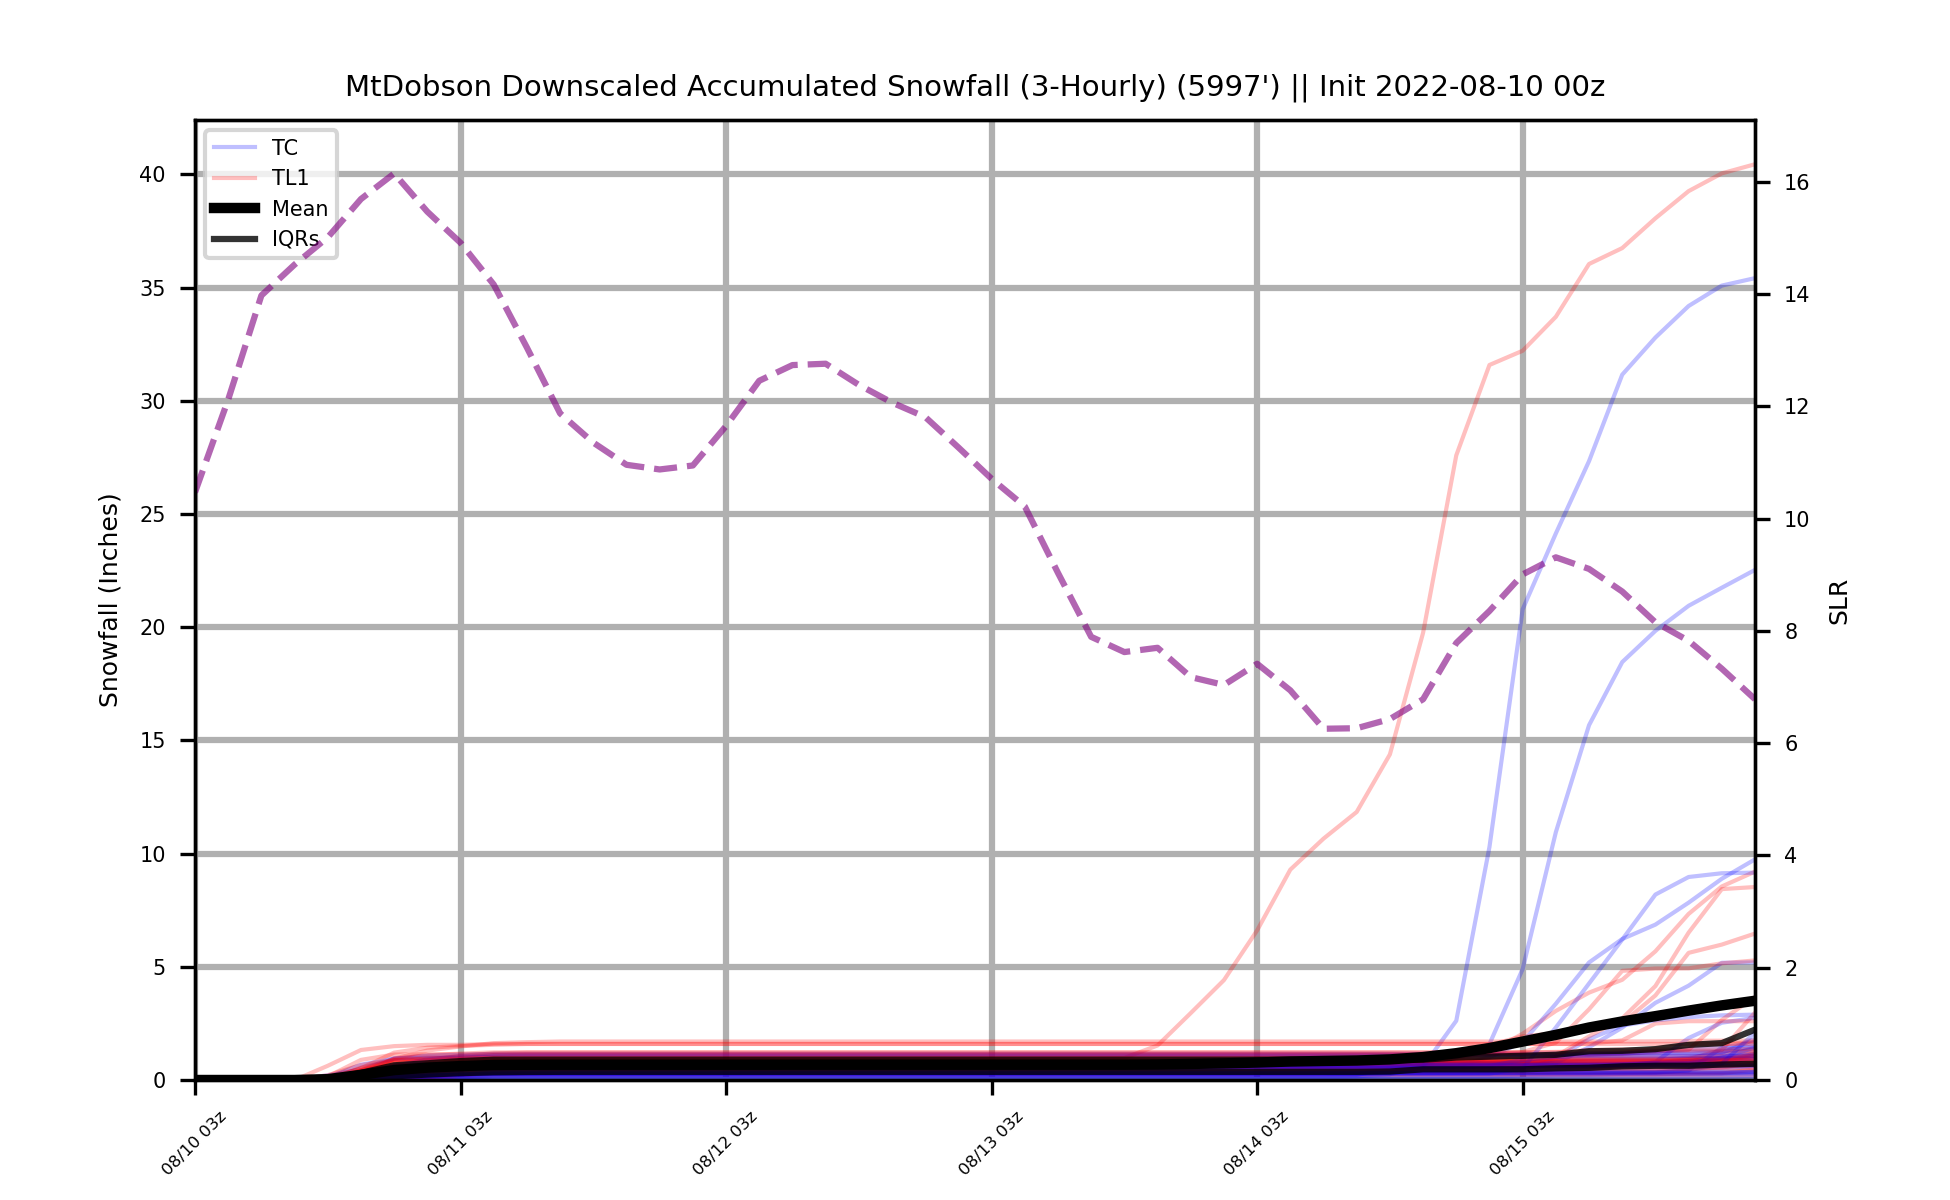 MtDobson Downscaled Accumulated Snowfall (3-Hourly) (5997') || Init 2022-08-10 00z
TC
TL1
Mean
IQRs
Snowfall (Inches)
40
35
30
25
20
15
10
5
0
SLR
16
14
12
10
8
6
4
2
0
08/10 03z
08/11 03z
08/12 03z
08/13 03z
08/14 03z
08/15 03z